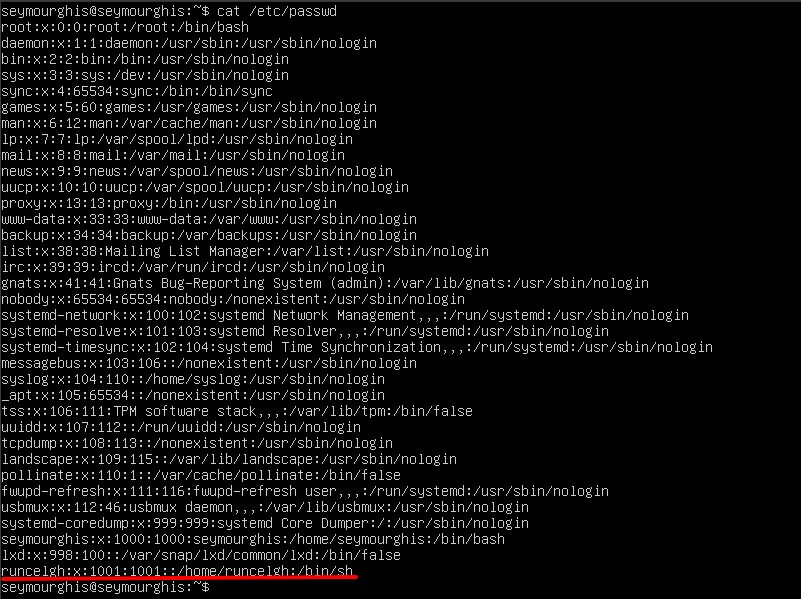 seymourghis@seymourghis:~$ cat /etc/passwd
root:x:0:0:root:/root:/bin/bash
daemon:x:1:1:daemon:/usr/sbin:/usr/sbin/nologin
bin:x:2:2:bin:/bin:/usr/sbin/nologin
sys:x:3:3:sys:/dev:/usr/sbin/nologin
sync:x:4:65534:sync:/bin:/bin/sync
games:x:5:60:games:/usr/games:/usr/sbin/nologin
man:x:6:12:man:/var/cache/man:/usr/sbin/nologin
lp:x:7:7:lp:/var/spool/lpd:/usr/sbin/nologin
mail:x:8:8:mail:/var/mail:/usr/sbin/nologin
news:x:9:9:news:/var/spool/news:/usr/sbin/nologin
uucp:x:10:10:uucp:/var/spool/uucp:/usr/sbin/nologin
proxy:x:13:13:proxy:/bin:/usr/sbin/nologin
www-data:x:33:33:www-data:/var/www:/usr/sbin/nologin
backup:x:34:34:backup:/var/backups:/usr/sbin/nologin
list:x:38:38:Mailing List Manager:/var/list:/usr/sbin/nologin
irc:x:39:39:ircd:/var/run/ircd:/usr/sbin/nologin
gnats:x:41:41:Gnats Bug-Reporting System (admin):/var/lib/gnats:/usr/sbin/nologin
nobody:x:65534:65534:nobody:/nonexistent:/usr/sbin/nologin
systemd-network:x:100:102:systemd Network Management,,,:/run/systemd:/usr/sbin/nologin
systemd-resolve:x:101:103:systemd Resolver,,,:/run/systemd:/usr/sbin/nologin
systemd-timesync:x:102:104:systemd Time Synchronization,,,:/run/systemd:/usr/sbin/nologin
messagebus:x:103:106::/nonexistent:/usr/sbin/nologin
syslog:x:104:110::/home/syslog:/usr/sbin/nologin
_apt:x:105:65534::/nonexistent:/usr/sbin/nologin
tss:x:106:111:TPM software stack,,,:/var/lib/tpm:/bin/false
uuidd:x:107:112::/run/uuidd:/usr/sbin/nologin
tcpdump:x:108:113::/nonexistent:/usr/sbin/nologin
landscape:x:109:115::/var/lib/landscape:/usr/sbin/nologin
pollinate:x:110:1::/var/cache/pollinate:/bin/false
fwupd-refresh:x:111:116:fwupd-refresh user,,,:/run/systemd:/usr/sbin/nologin
usbmux:x:112:46:usbmux daemon,,,:/var/lib/usbmux:/usr/sbin/nologin
systemd-coredump:x:999:999:systemd Core Dumper:/:/usr/sbin/nologin
seymourghis:x:1000:1000:seymourghis:/home/seymourghis:/bin/bash
lxd:x:998:100::/var/snap/lxd/common/lxd:/bin/false
runcelgh:x:1001:1001::/home/runcelgh:/bin/sh
seymourghis@seymourghis:~$